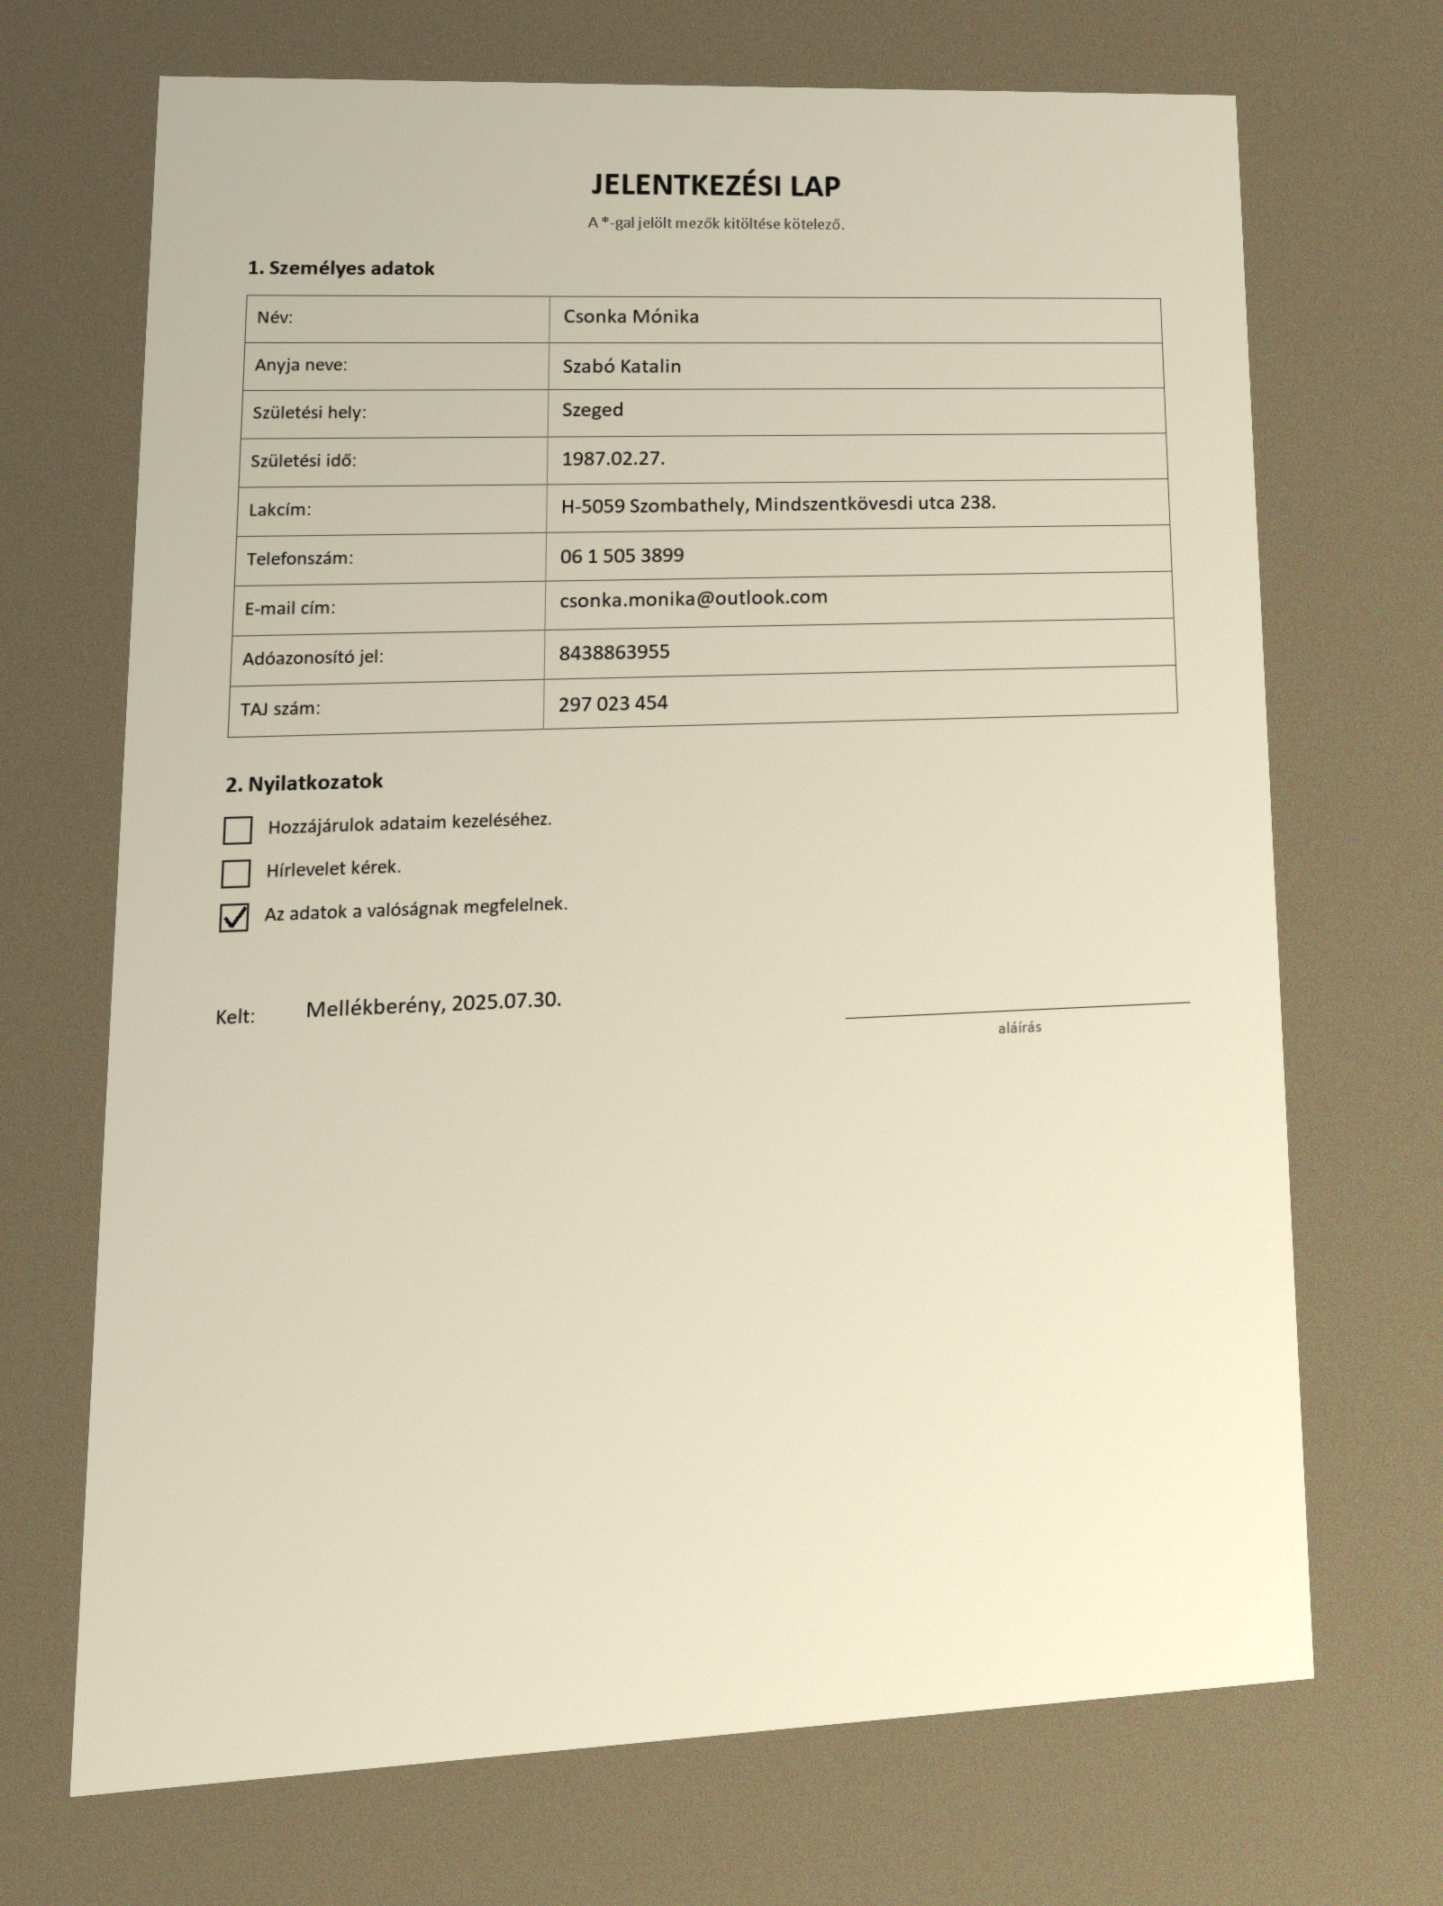 JELENTKEZÉSI LAP
A *-gal jelölt mezők kitöltése kötelező.
1. Személyes adatok
Név: Csonka Mónika
Anyja neve: Szabó Katalin
Születési hely: Szeged
Születési idő: 1987.02.27.
Lakcím: H-5059 Szombathely, Mindszentkövesdi utca 238.
Telefonszám: 06 1 505 3899
E-mail cím: csonka.monika@outlook.com
Adóazonosító jel: 8438863955
TAJ szám: 297 023 454
2. Nyilatkozatok
Hozzájárulok adataim kezeléséhez.
Hírlevelet kérek.
Az adatok a valóságnak megfelelnek.
Kelt: Mellékberény, 2025.07.30.
aláírás